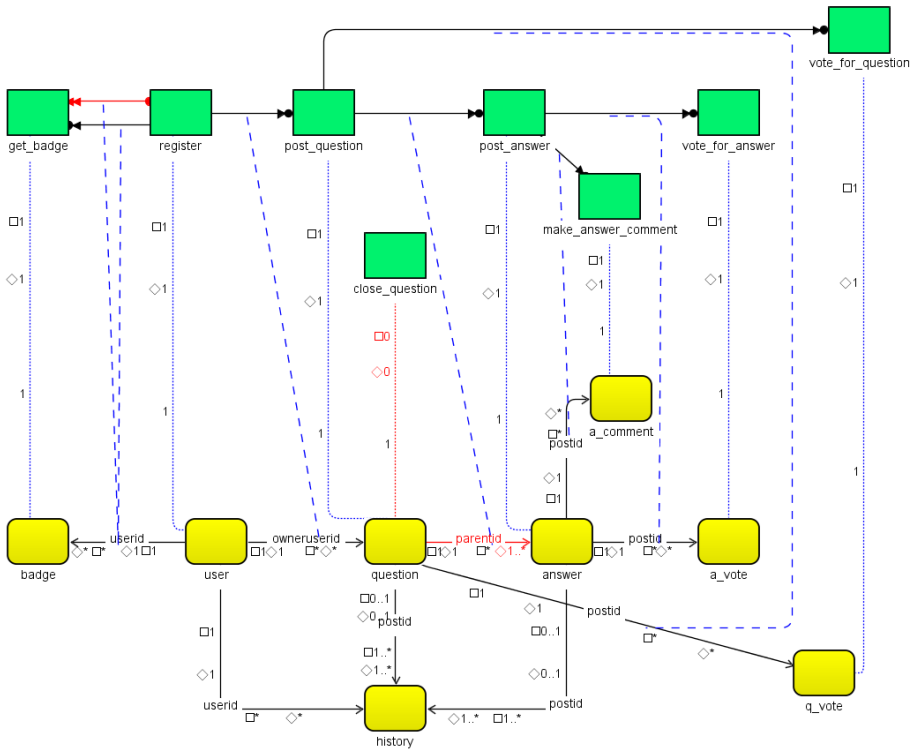 vote_for_question
get_badge
register
post_question
post_answer
vote_for_answer
make_answer_comment
close_question
□1
□1
□1
□1
□1
□1
□1
◇1
◇1
◇1
◇1
◇1
◇1
◇1
□0
◇0
1
1
1
1
1
1
1
1
a_comment
◇*
□*
postid
◇1
□1
userid
◇* □*
◇1 □1
owneruserid
□1 ◇1
□* ◇*
parentid
□1 ◇1
□* ◇1..*
postid
□1 ◇1
□* ◇*
badge
user
question
answer
a_vote
□0..1
◇0..1
postid
□1..*
◇1..*
□1
◇1
postid
□*
◇*
q_vote
□1
◇1
userid
□* ◇*
□0..1
◇0..1
postid
◇1..* □1..*
history